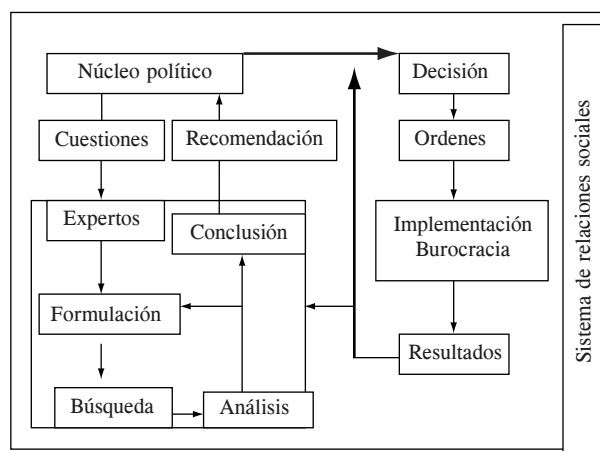 Núcleo político
Decisión
Cuestiones
Recomendación
Ordenes
Expertos
Conclusión
Implementación
Burocracia
Formulación
Resultados
Búsqueda
Análisis
Sistema de relaciones sociales